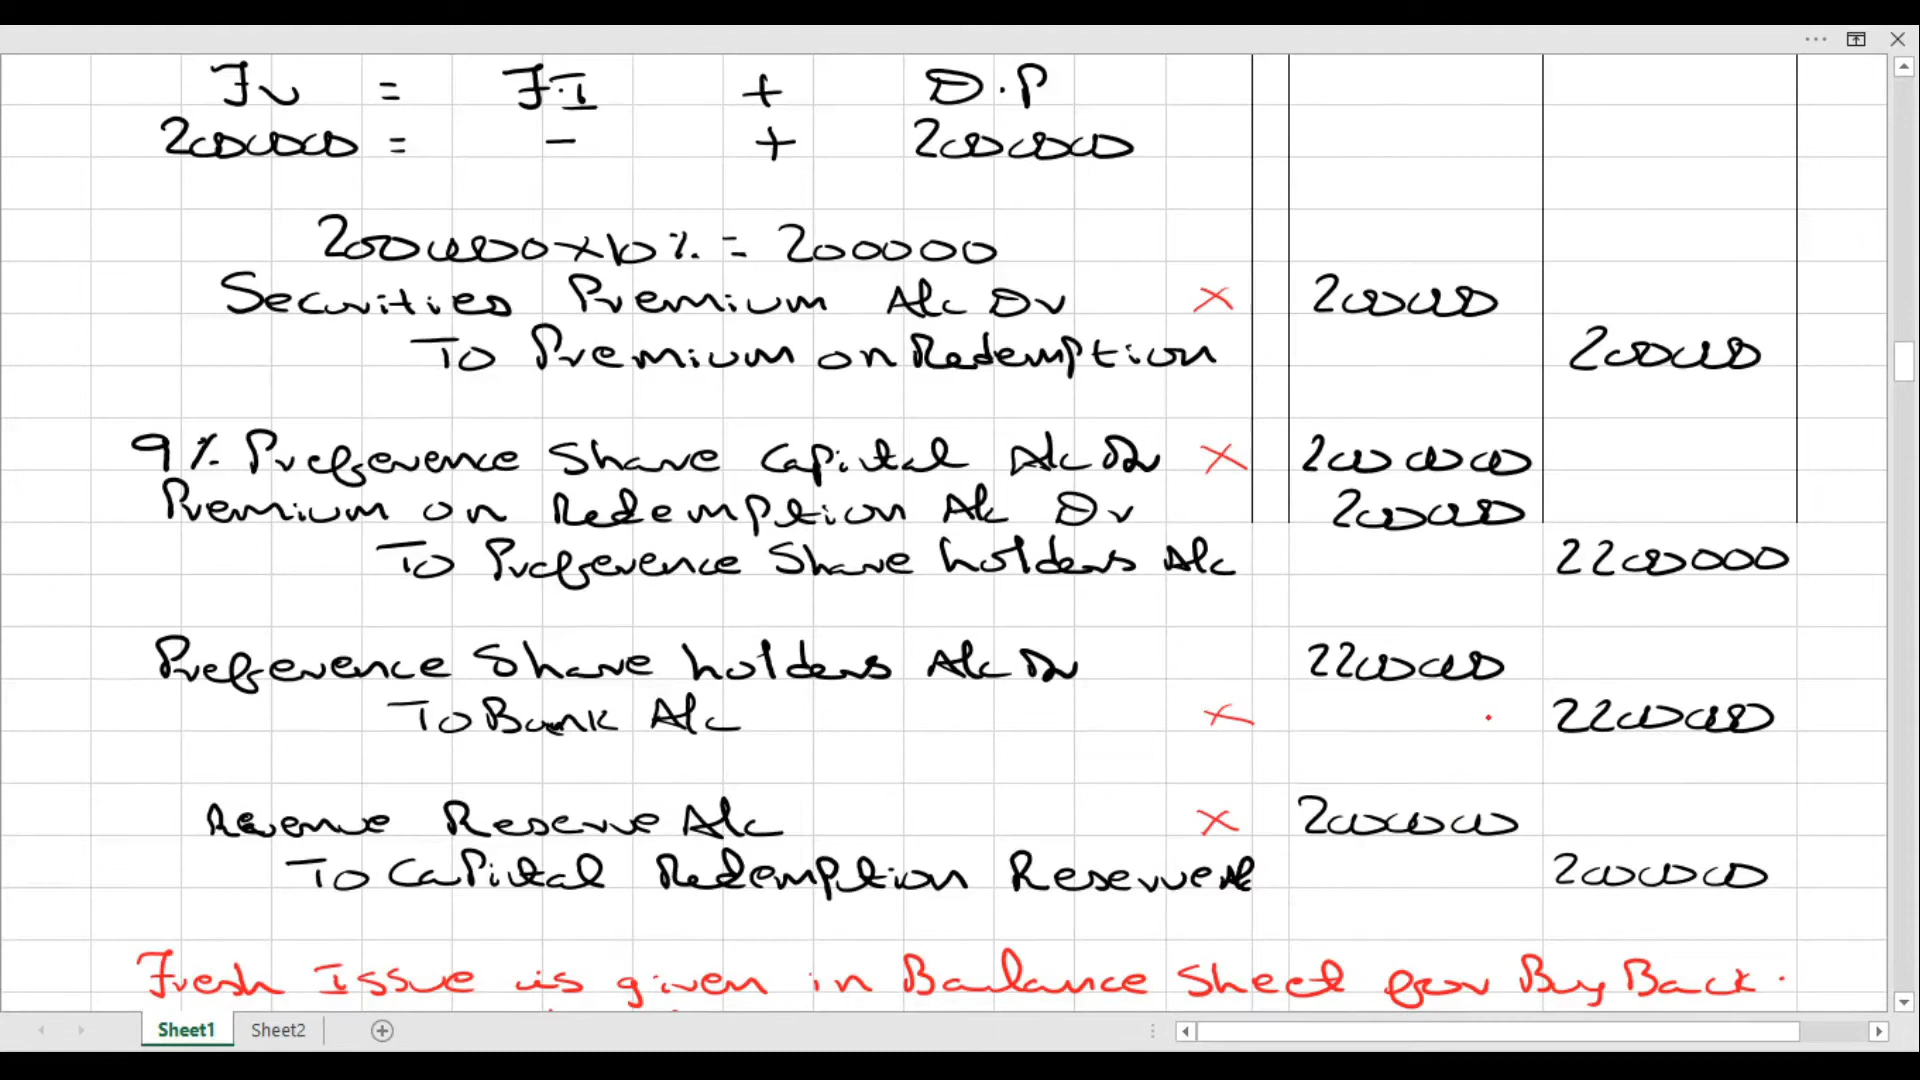 Fv = F.I + D.P
2000000 = - + 2000000
2000000 x 10% = 200000
Securities Premium A/c Dr x 200000
To Premium on Redemption 200000
9% Preference Share Capital A/c Dr x 2000000
Premium on Redemption A/c Dr 200000
To Preference Share holders A/c 2200000
Preference Share holders A/c Dr 2200000
To Bank A/c x 2200000
Revenue Reserve A/c x 2000000
To Capital Redemption Reserve A/c 2000000
Fresh Issue is given in Balance Sheet for Buy Back.
Sheet1 Sheet2